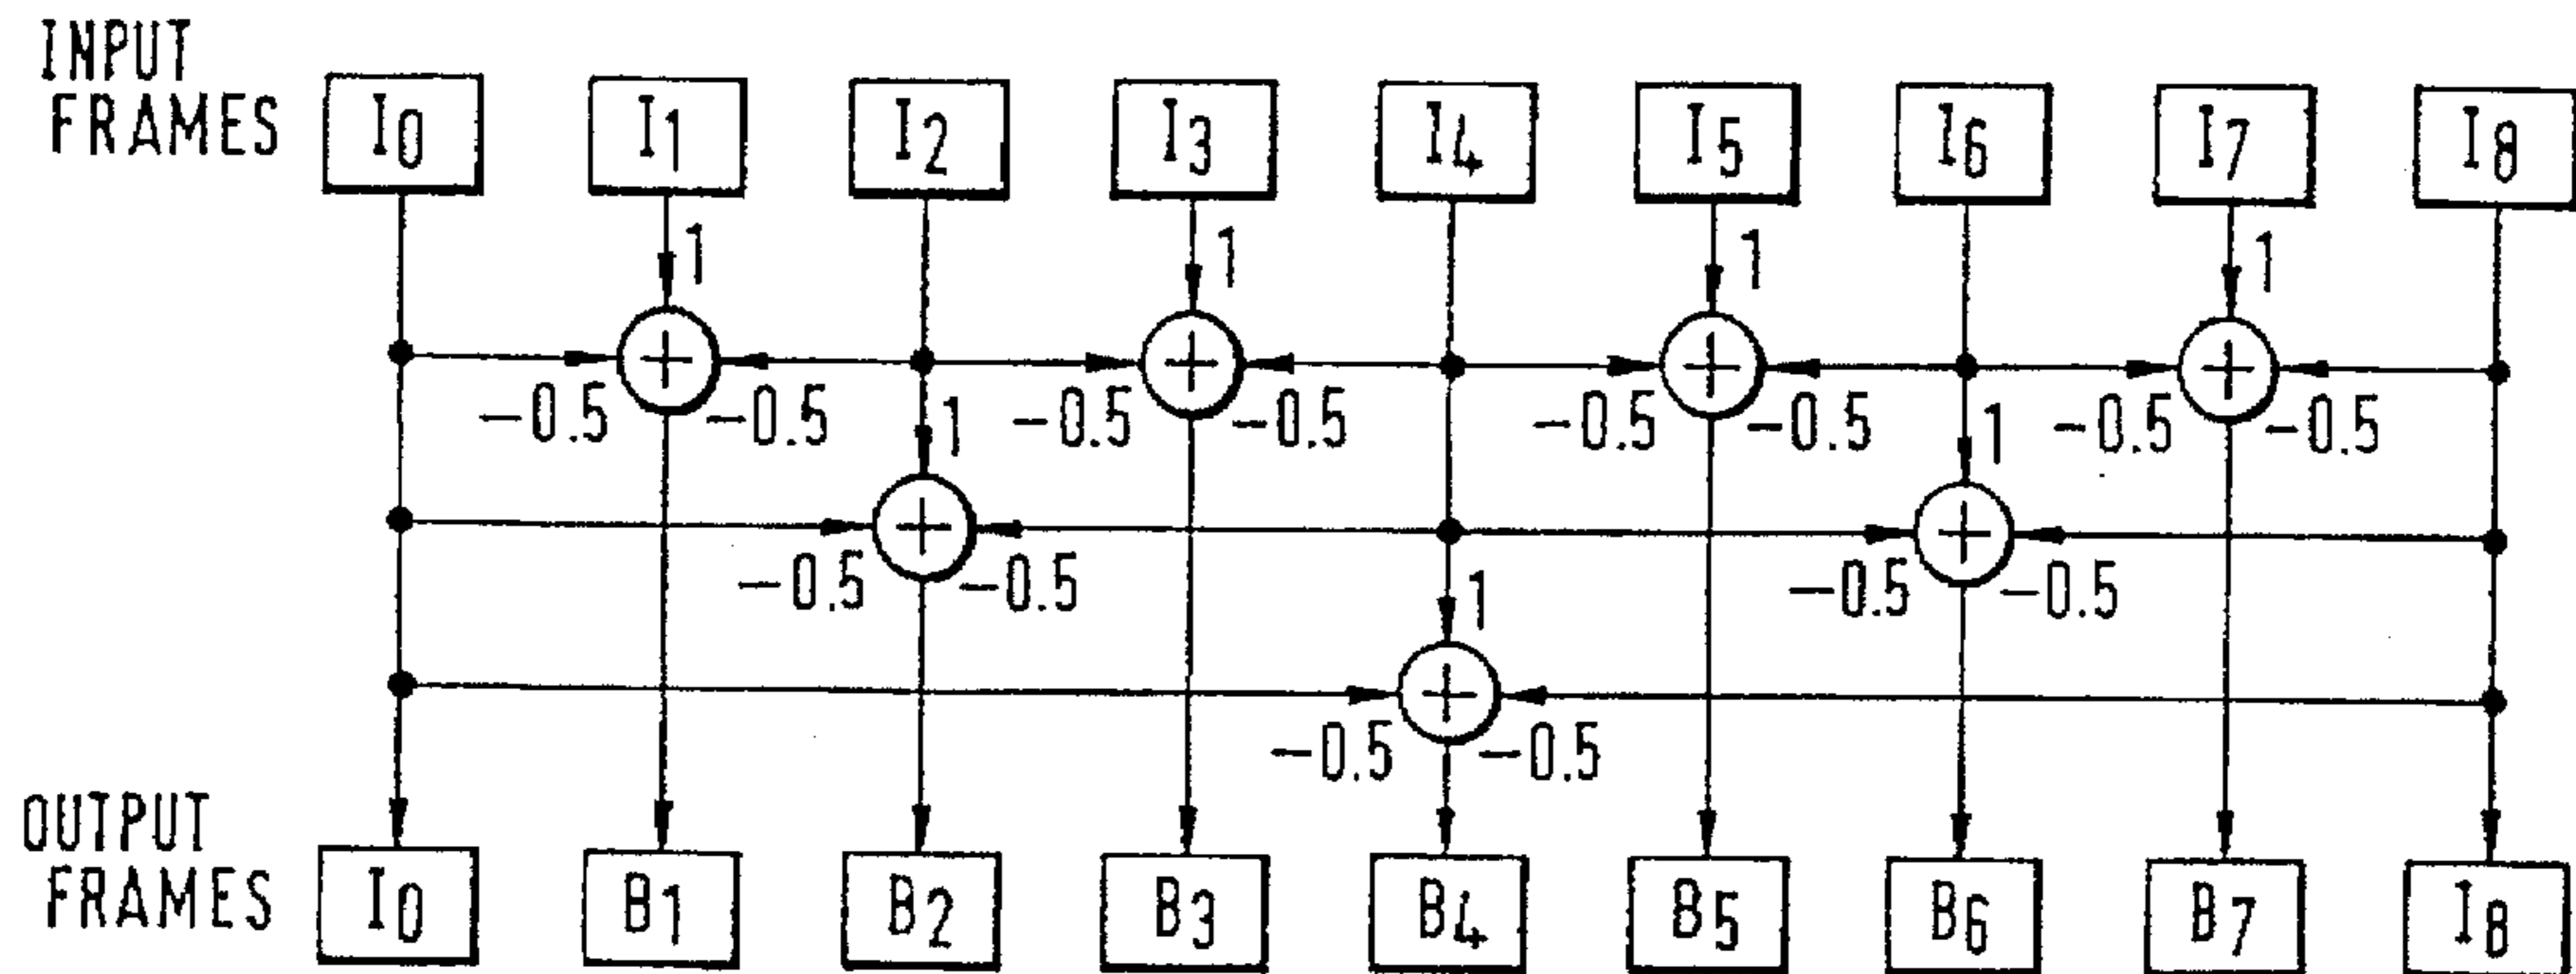 INPUT
FRAMES
I0 I1 I2 I3 I4 I5 I6 I7 I8
1 1 1 1
-0.5 -0.5 -0.5 -0.5 -0.5 -0.5 -0.5 -0.5
1 1
-0.5 -0.5 -0.5 -0.5
1
-0.5 -0.5
OUTPUT
FRAMES
I0 B1 B2 B3 B4 B5 B6 B7 I8